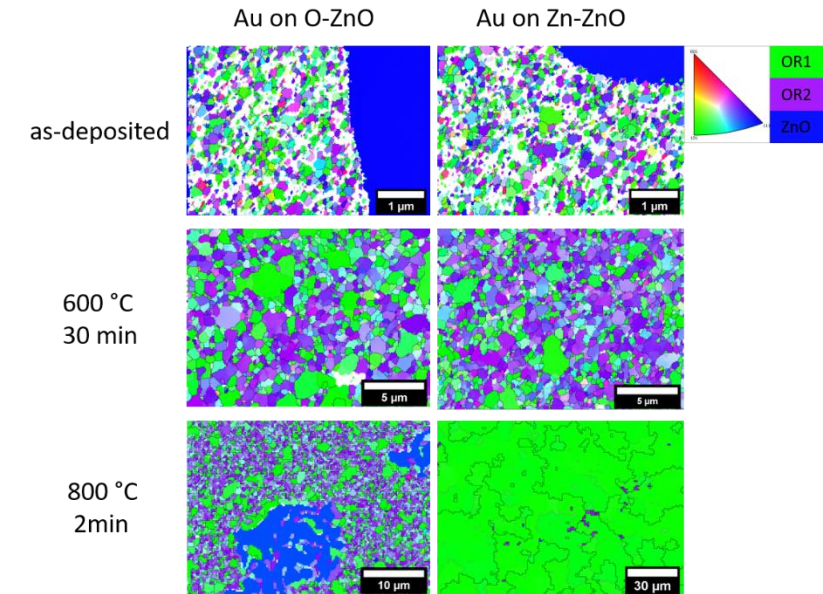 Au on O-ZnO
Au on Zn-ZnO
OR1
OR2
ZnO
as-deposited
1 µm
1 µm
600 °C
30 min
5 µm
5 µm
800 °C
2min
10 µm
30 µm